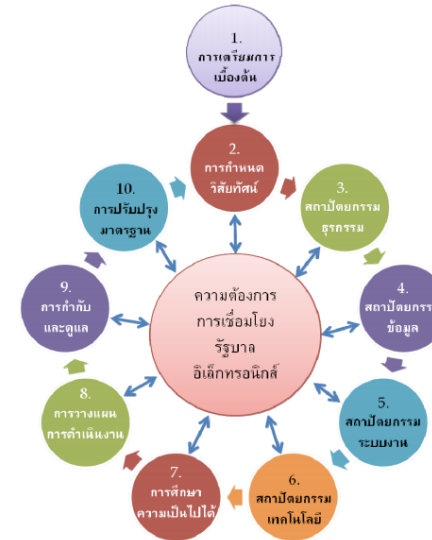 1.
การเตรียมการ
เบื้องต้น
2.
การกำหนด
วิสัยทัศน์
3.
สถาปัตยกรรม
ธุรกรรม
4.
สถาปัตยกรรม
ข้อมูล
5.
สถาปัตยกรรม
ระบบงาน
6.
สถาปัตยกรรม
เทคโนโลยี
7.
การศึกษา
ความเป็นไปได้
8.
การวางแผน
การดำเนินงาน
9.
การกำกับ
และดูแล
10.
การปรับปรุง
มาตรฐาน
ความต้องการ
การเชื่อมโยง
รัฐบาล
อิเล็กทรอนิกส์